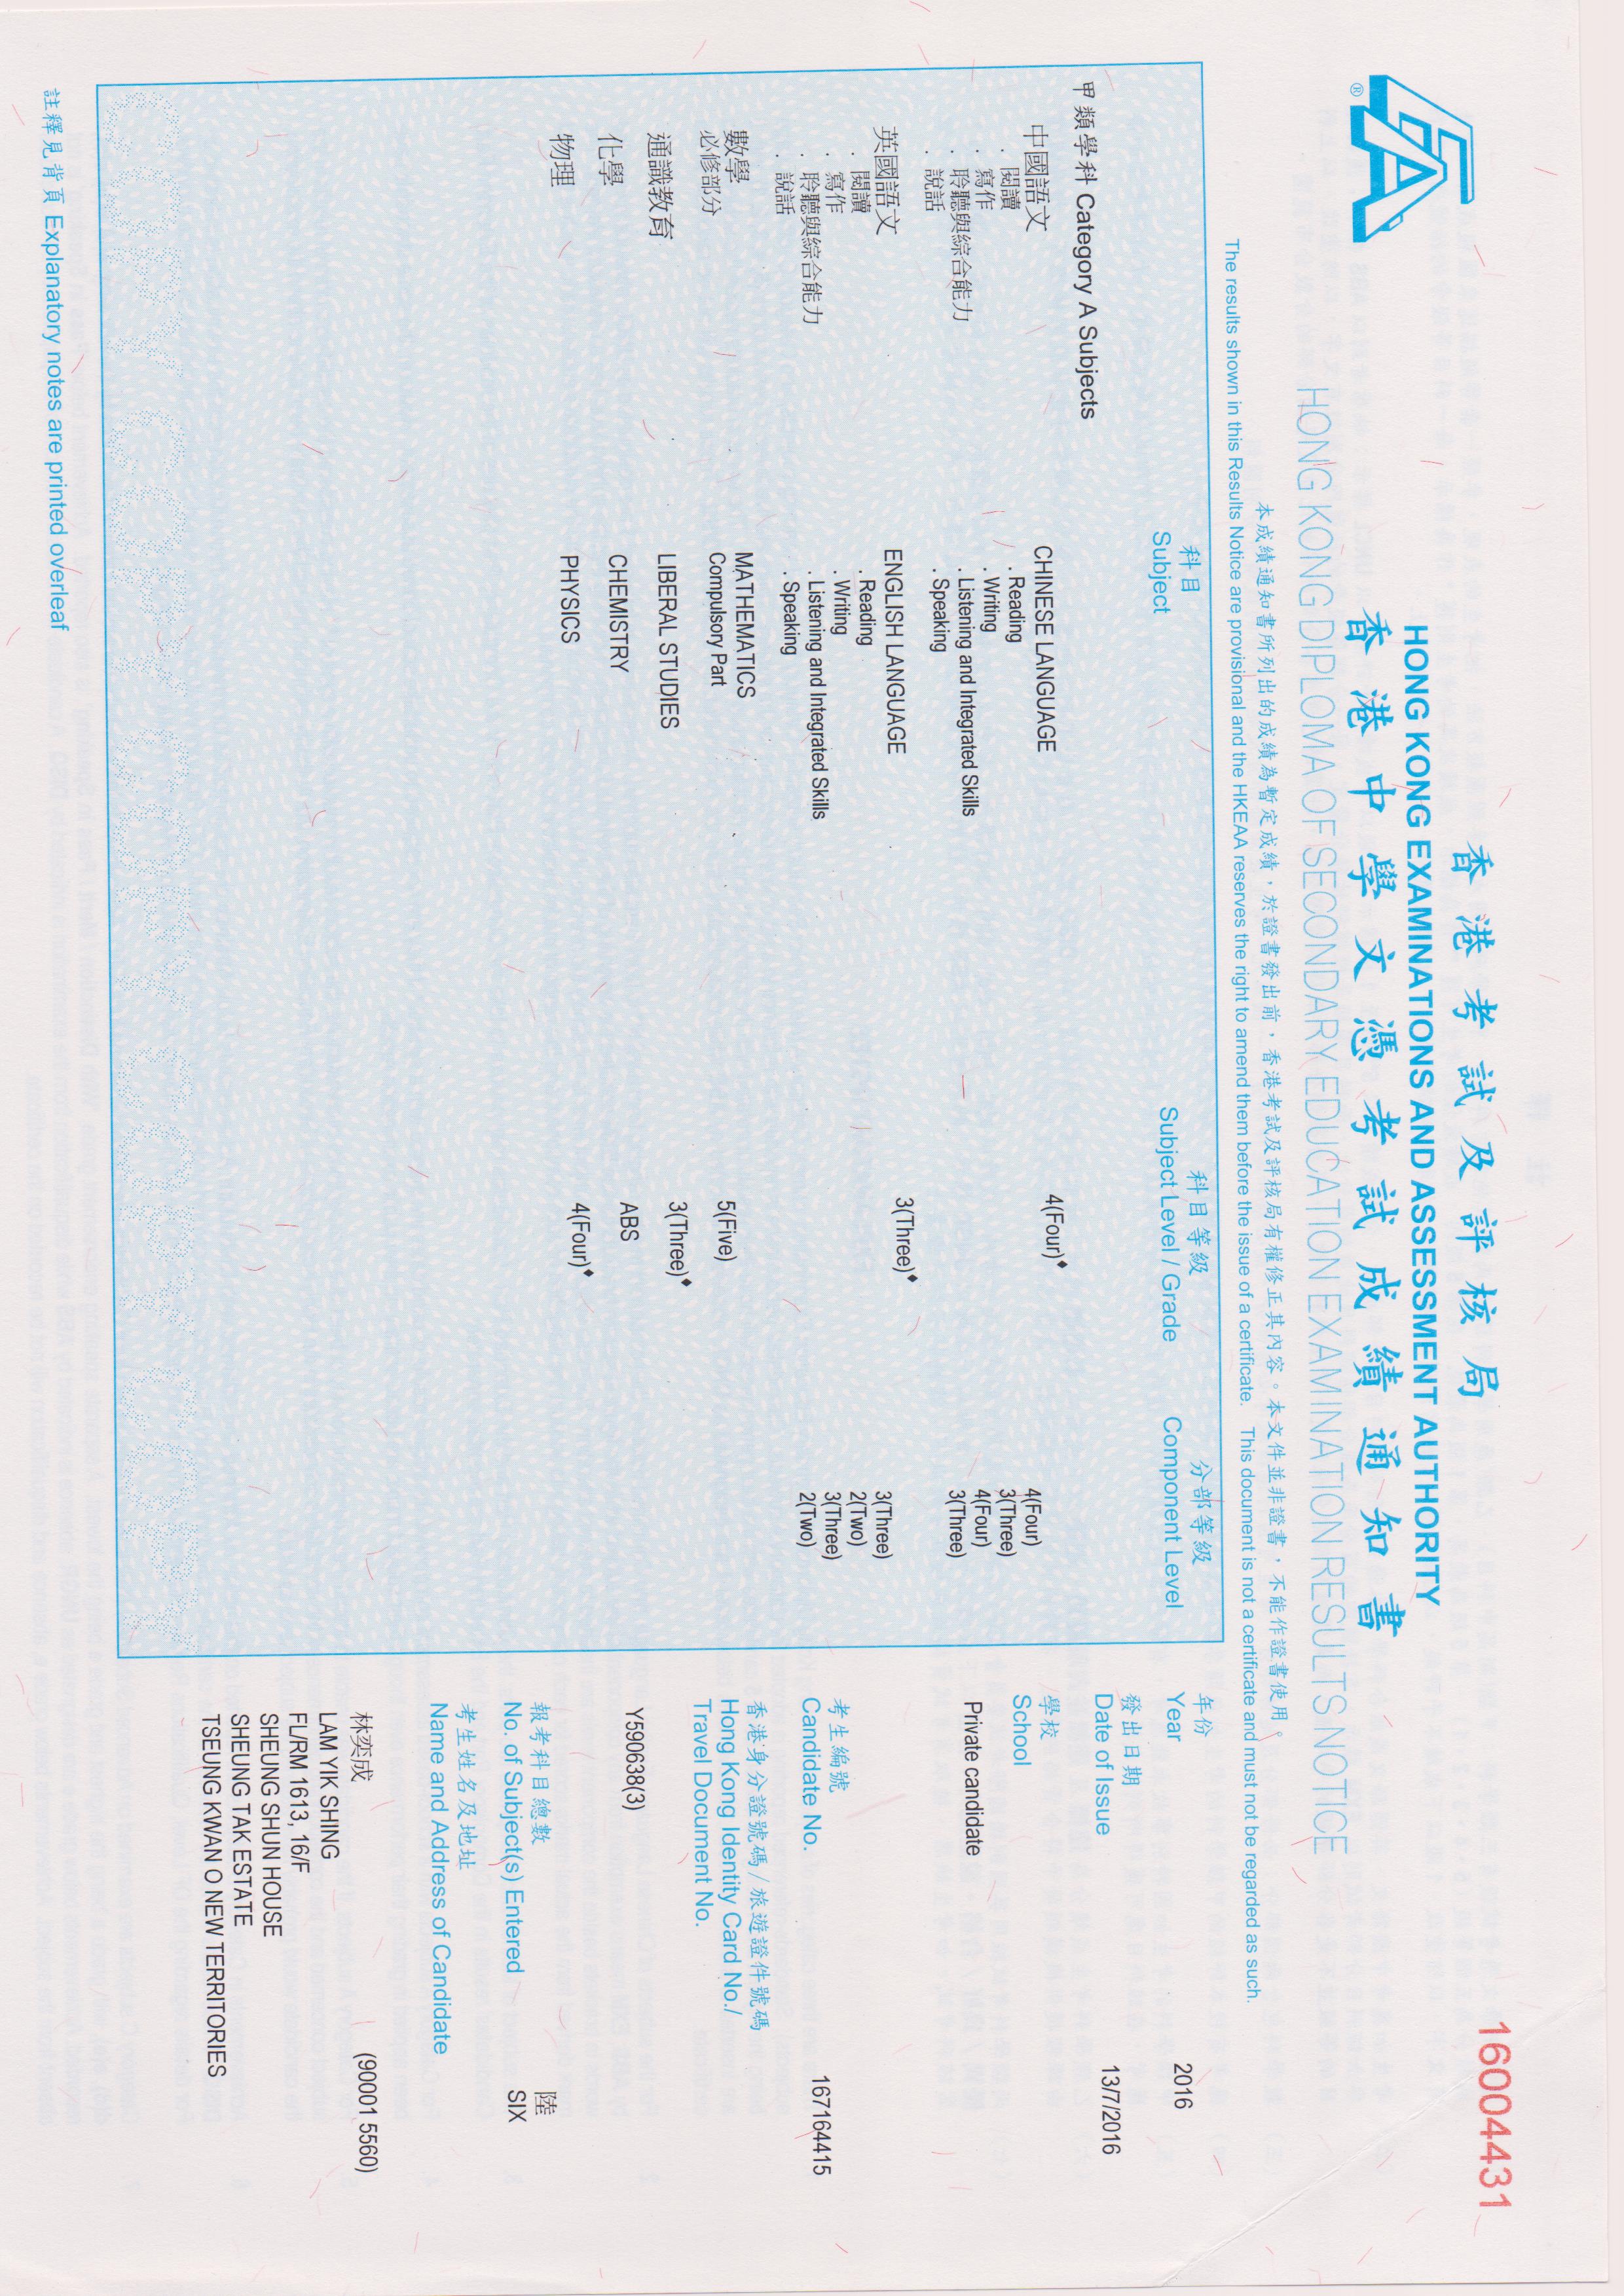 香港考試及評核局
HONG KONG EXAMINATIONS AND ASSESSMENT AUTHORITY
香港中學文憑考試成績通知書
HONG KONG DIPLOMA OF SECONDARY EDUCATION EXAMINATION RESULTS NOTICE
本成績通知書所列出的成績為暫定成績，於證書發出前，香港考試及評核局有權修正其內容。本文件並非證書，不能作證書使用。
The results shown in this Results Notice are provisional and the HKEAA reserves the right to amend them before the issue of a certificate. This document is not a certificate and must not be regarded as such.
16004431
®
科目 科目等級 分部等級
Subject Subject Level / Grade Component Level
甲類學科 Category A Subjects
中國語文 CHINESE LANGUAGE 4(Four)♦
. 閱讀 . Reading 4(Four)
. 寫作 . Writing 3(Three)
. 聆聽與綜合能力 . Listening and Integrated Skills 4(Four)
. 說話 . Speaking 3(Three)
英國語文 ENGLISH LANGUAGE 3(Three)♦
. 閱讀 . Reading 3(Three)
. 寫作 . Writing 2(Two)
. 聆聽與綜合能力 . Listening and Integrated Skills 3(Three)
. 說話 . Speaking 2(Two)
數學 MATHEMATICS
必修部分 Compulsory Part 5(Five)
通識教育 LIBERAL STUDIES 3(Three)♦
化學 CHEMISTRY ABS
物理 PHYSICS 4(Four)♦
COPY COPY COPY COPY COPY
註釋見背頁 Explanatory notes are printed overleaf
年份
Year 2016
發出日期
Date of Issue 13/7/2016
學校
School
Private candidate
考生編號
Candidate No. 167164415
香港身分證號碼/旅遊證件號碼
Hong Kong Identity Card No./
Travel Document No.
Y590638(3)
報考科目總數 陸
No. of Subject(s) Entered SIX
考生姓名及地址
Name and Address of Candidate
林奕成 (90001 5560)
LAM YIK SHING
FL/RM 1613, 16/F
SHEUNG SHUN HOUSE
SHEUNG TAK ESTATE
TSEUNG KWAN O NEW TERRITORIES